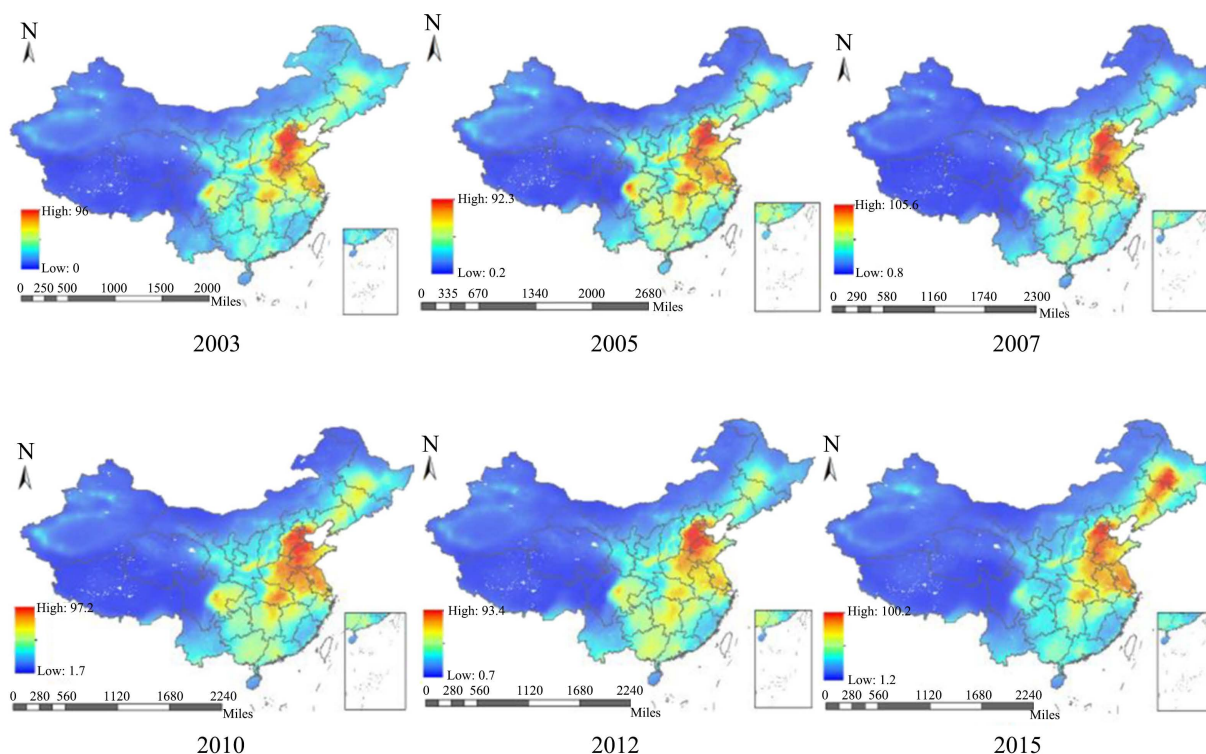 N
High: 96
Low: 0
0 250 500 1000 1500 2000
Miles
2003
N
High: 92.3
Low: 0.2
0 335 670 1340 2000 2680
Miles
2005
N
High: 105.6
Low: 0.8
0 290 580 1160 1740 2300
Miles
2007
N
High: 97.2
Low: 1.7
0 280 560 1120 1680 2240
Miles
2010
N
High: 93.4
Low: 0.7
0 280 560 1120 1680 2240
Miles
2012
N
High: 100.2
Low: 1.2
0 280 560 1120 1680 2240
Miles
2015